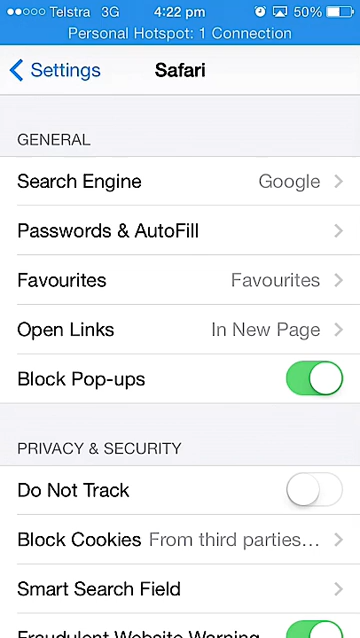 Telstra 3G 4:22 pm 50%
Personal Hotspot: 1 Connection
Settings Safari
GENERAL
Search Engine Google
Passwords & AutoFill
Favourites Favourites
Open Links In New Page
Block Pop-ups
PRIVACY & SECURITY
Do Not Track
Block Cookies From third parties...
Smart Search Field
Fraudulent Website Warning